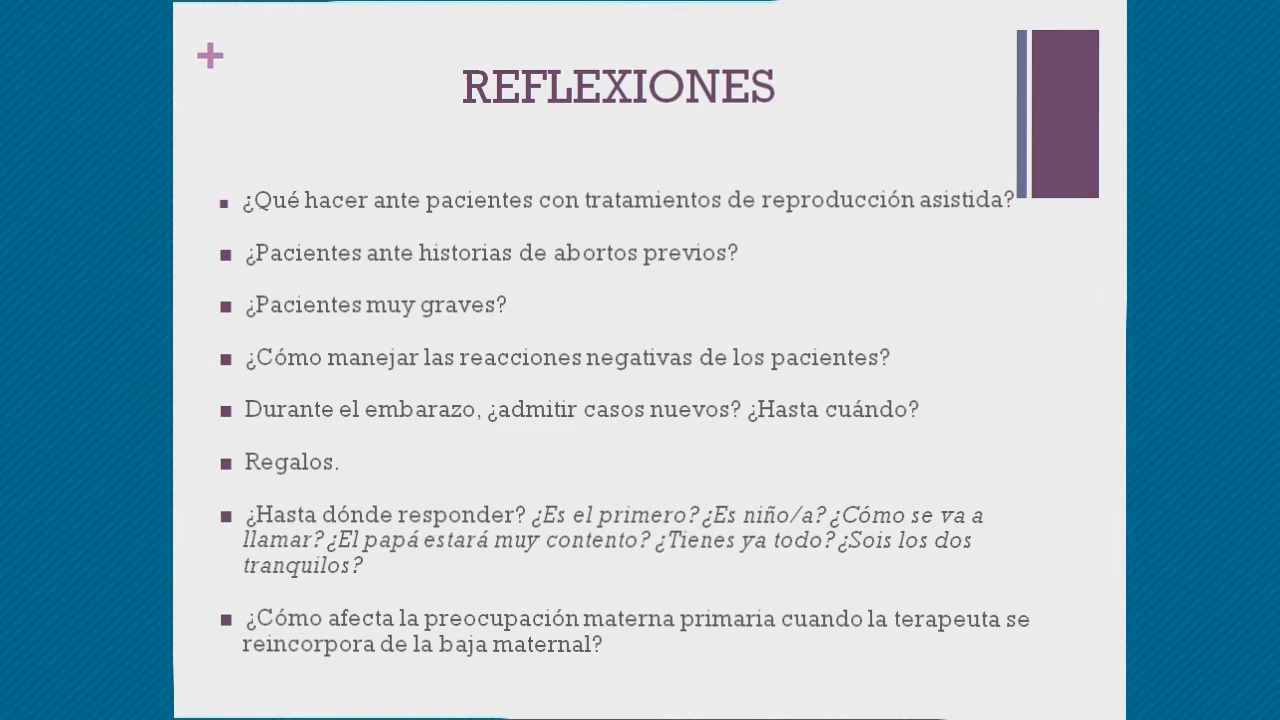 +
REFLEXIONES
▪ ¿Qué hacer ante pacientes con tratamientos de reproducción asistida?
▪ ¿Pacientes ante historias de abortos previos?
▪ ¿Pacientes muy graves?
▪ ¿Cómo manejar las reacciones negativas de los pacientes?
▪ Durante el embarazo, ¿admitir casos nuevos? ¿Hasta cuándo?
▪ Regalos.
▪ ¿Hasta dónde responder? ¿Es el primero? ¿Es niño/a? ¿Cómo se va a
llamar? ¿El papá estará muy contento? ¿Tienes ya todo? ¿Sois los dos
tranquilos?
▪ ¿Cómo afecta la preocupación materna primaria cuando la terapeuta se
reincorpora de la baja maternal?